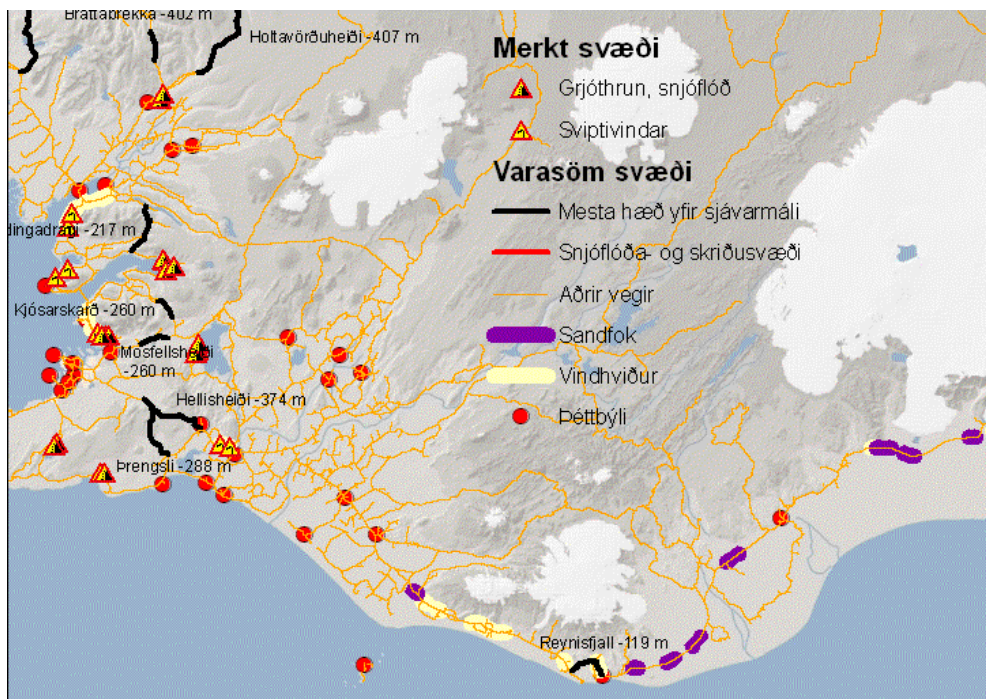 Brattabrekka -402 m
Holtavörðuheiði -407 m
Merkt svæði
Grjóthrun, snjóflóð
Sviptivindar
Varasöm svæði
Mesta hæð yfir sjávarmáli
dingadragi -217 m
Snjóflóða- og skriðusvæði
Aðrir vegir
Kjósarskarð -260 m
Sandfok
Mosfellsheiði
-260 m
Vindhviður
Hellisheiði -374 m
Þéttbýli
Þrengsli -288 m
Reynisfjall -119 m